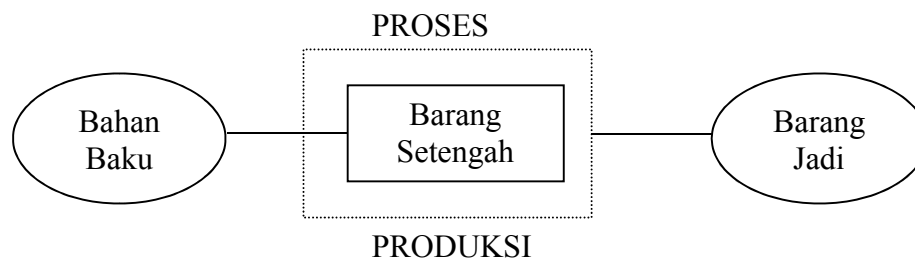 PROSES
Bahan
Baku
Barang
Setengah
Barang
Jadi
PRODUKSI